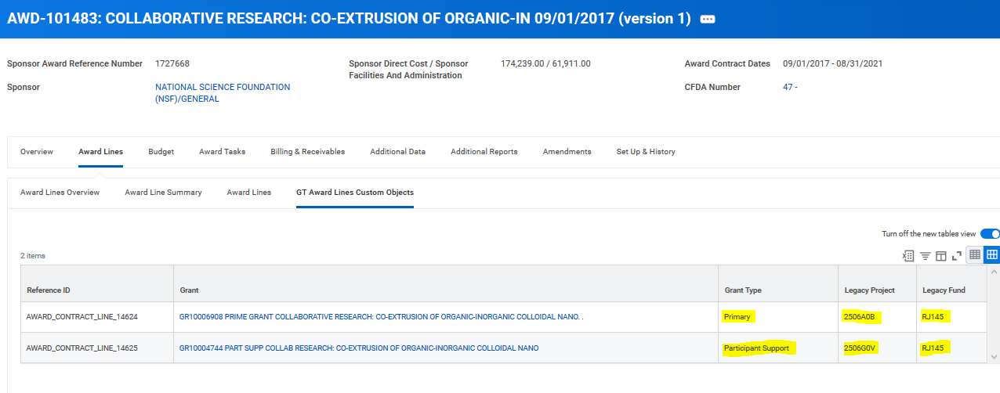 AWD-101483: COLLABORATIVE RESEARCH: CO-EXTRUSION OF ORGANIC-IN 09/01/2017 (version 1)
Sponsor Award Reference Number 1727668
Sponsor Direct Cost / Sponsor Facilities And Administration 174,239.00 / 61,911.00
Award Contract Dates 09/01/2017 - 08/31/2021
Sponsor NATIONAL SCIENCE FOUNDATION
(NSF)/GENERAL
CFDA Number 47 -
Overview Award Lines Budget Award Tasks Billing & Receivables Additional Data Additional Reports Amendments Set Up & History
Award Lines Overview Award Line Summary Award Lines GT Award Lines Custom Objects
Turn off the new tables view
2 items
Reference ID Grant Grant Type Legacy Project Legacy Fund
AWARD_CONTRACT_LINE_14624 GR10006908 PRIME GRANT COLLABORATIVE RESEARCH: CO-EXTRUSION OF ORGANIC-INORGANIC COLLOIDAL NANO. . Primary 2506A0B RJ145
AWARD_CONTRACT_LINE_14625 GR10004744 PART SUPP COLLAB RESEARCH: CO-EXTRUSION OF ORGANIC-INORGANIC COLLOIDAL NANO Participant Support 2506G0V RJ145